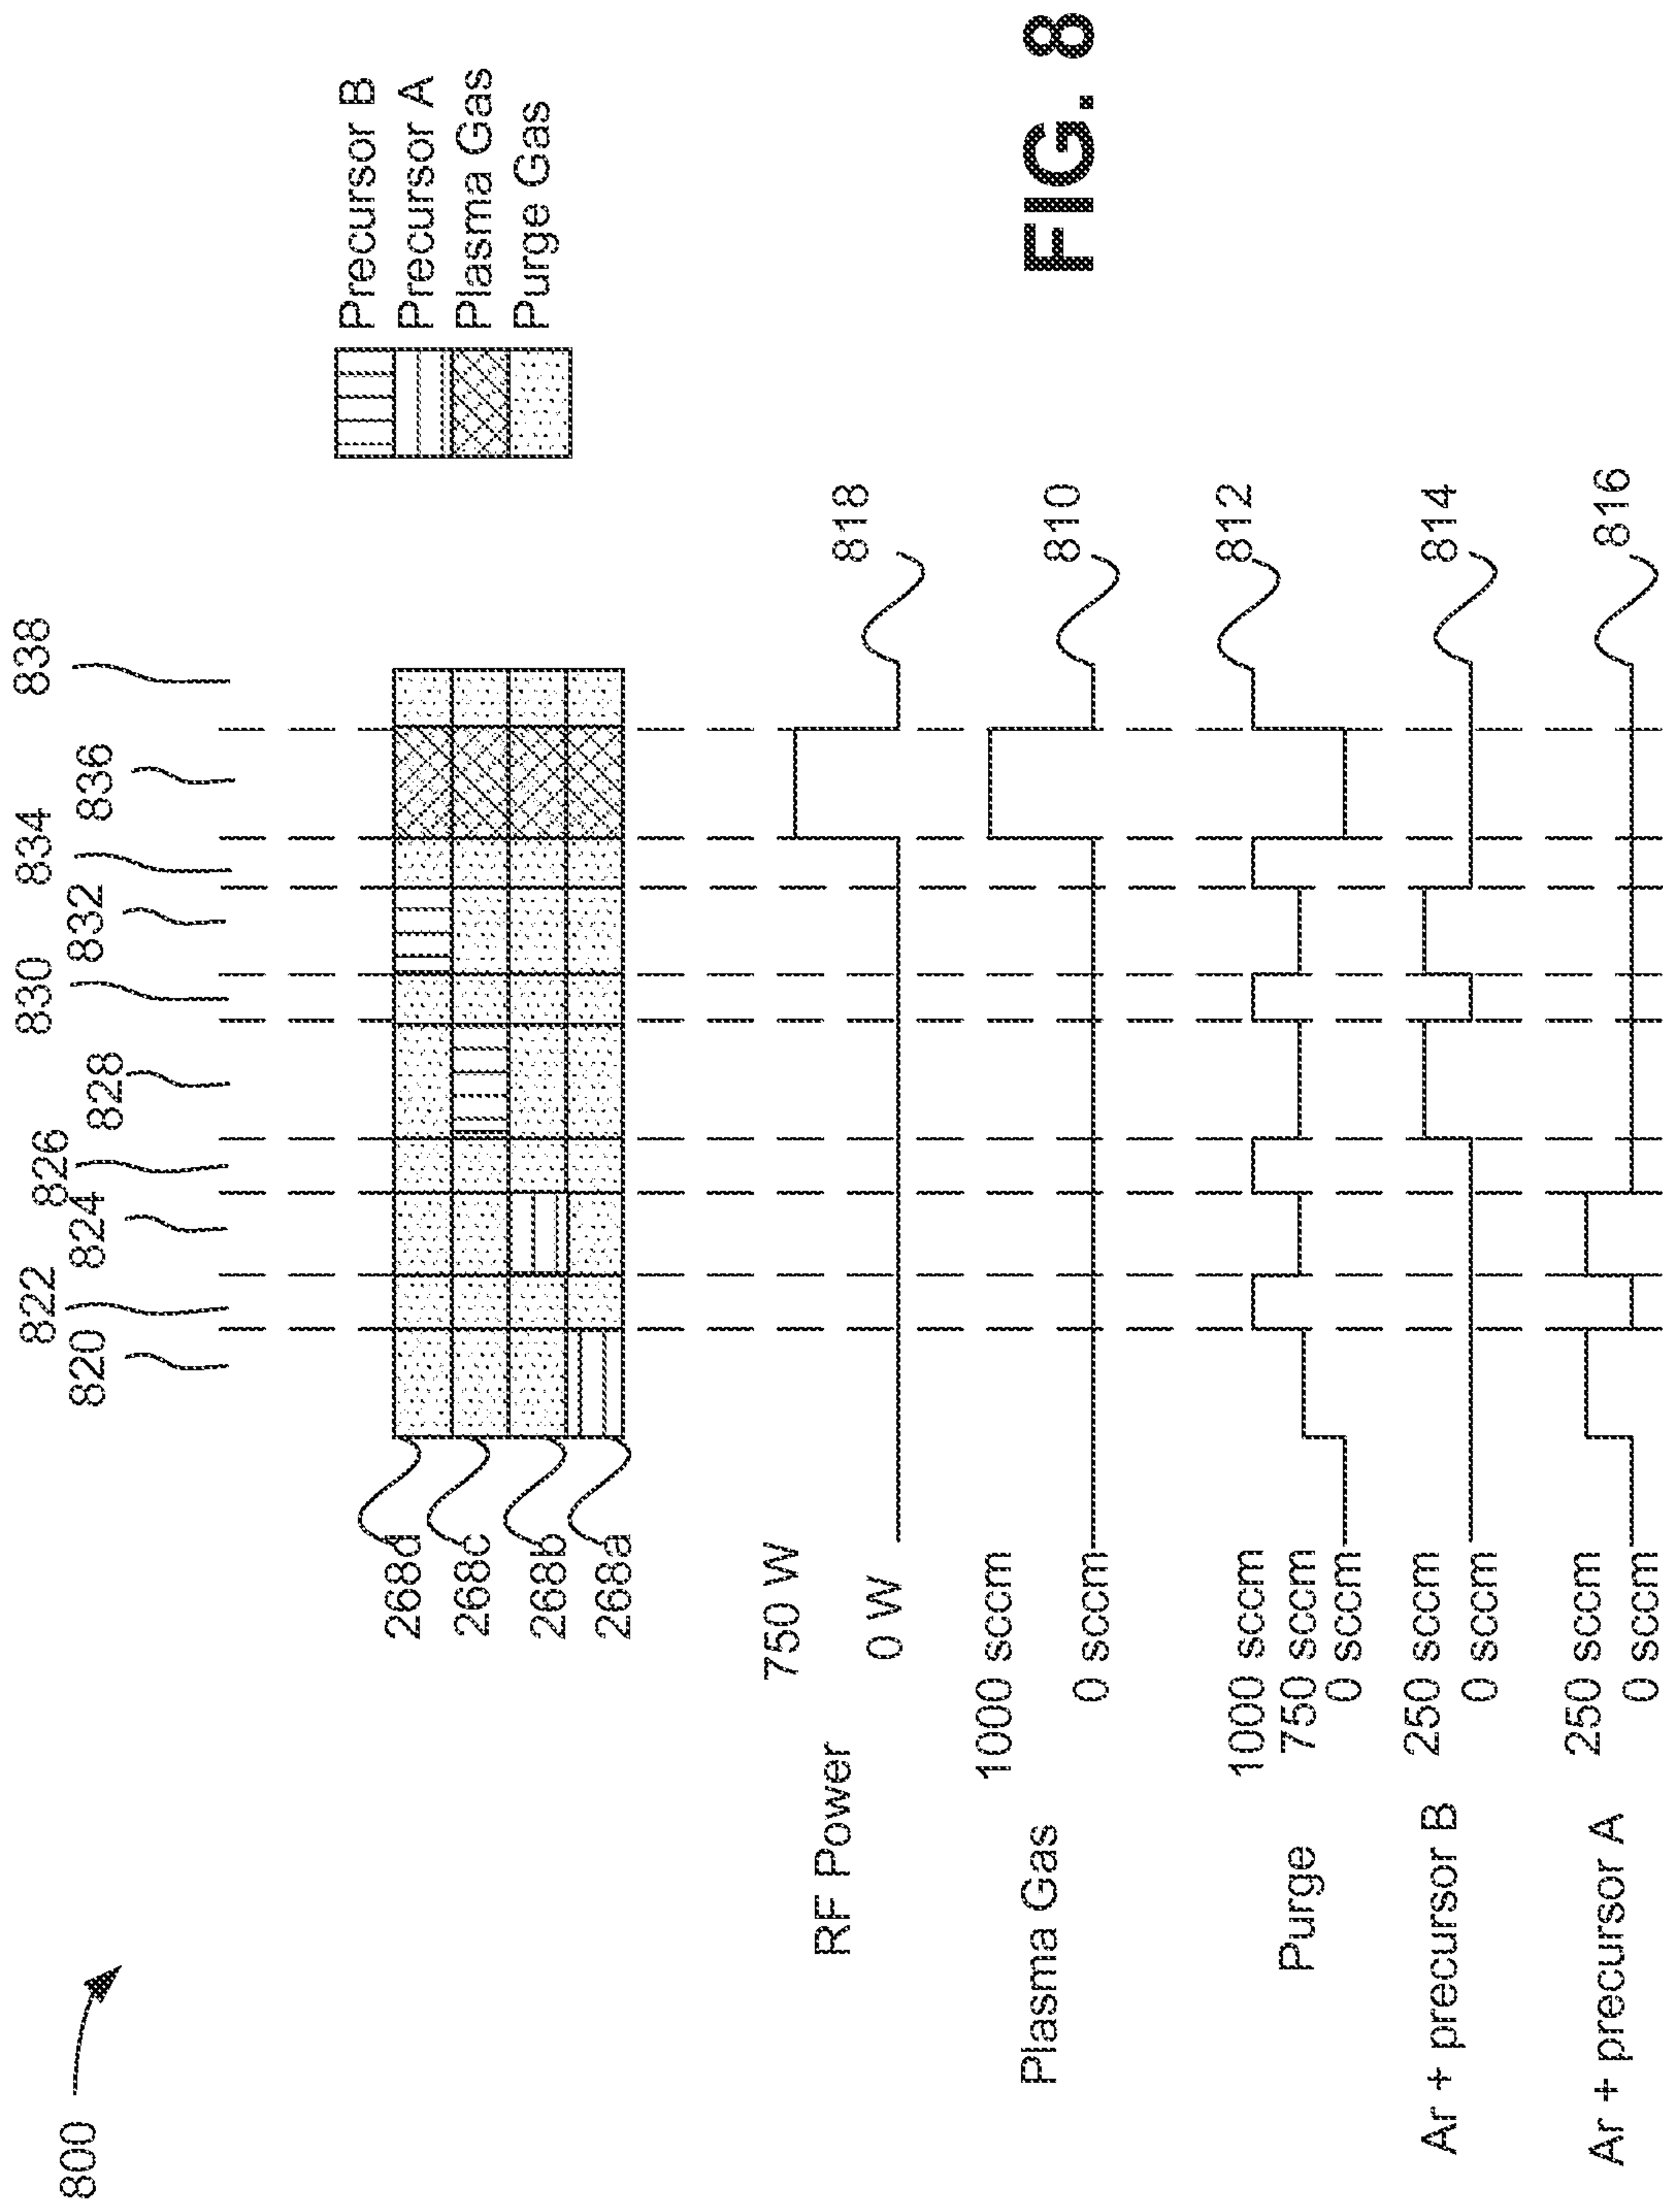 800
820
822
824
826
828
830
832
834
836
838
268d
268c
268b
268a
Precursor B
Precursor A
Plasma Gas
Purge Gas
RF Power
750 W
0 W
818
Plasma Gas
1000 sccm
0 sccm
810
Purge
1000 sccm
750 sccm
0 sccm
812
Ar + precursor B
250 sccm
0 sccm
814
Ar + precursor A
250 sccm
0 sccm
816
FIG. 8